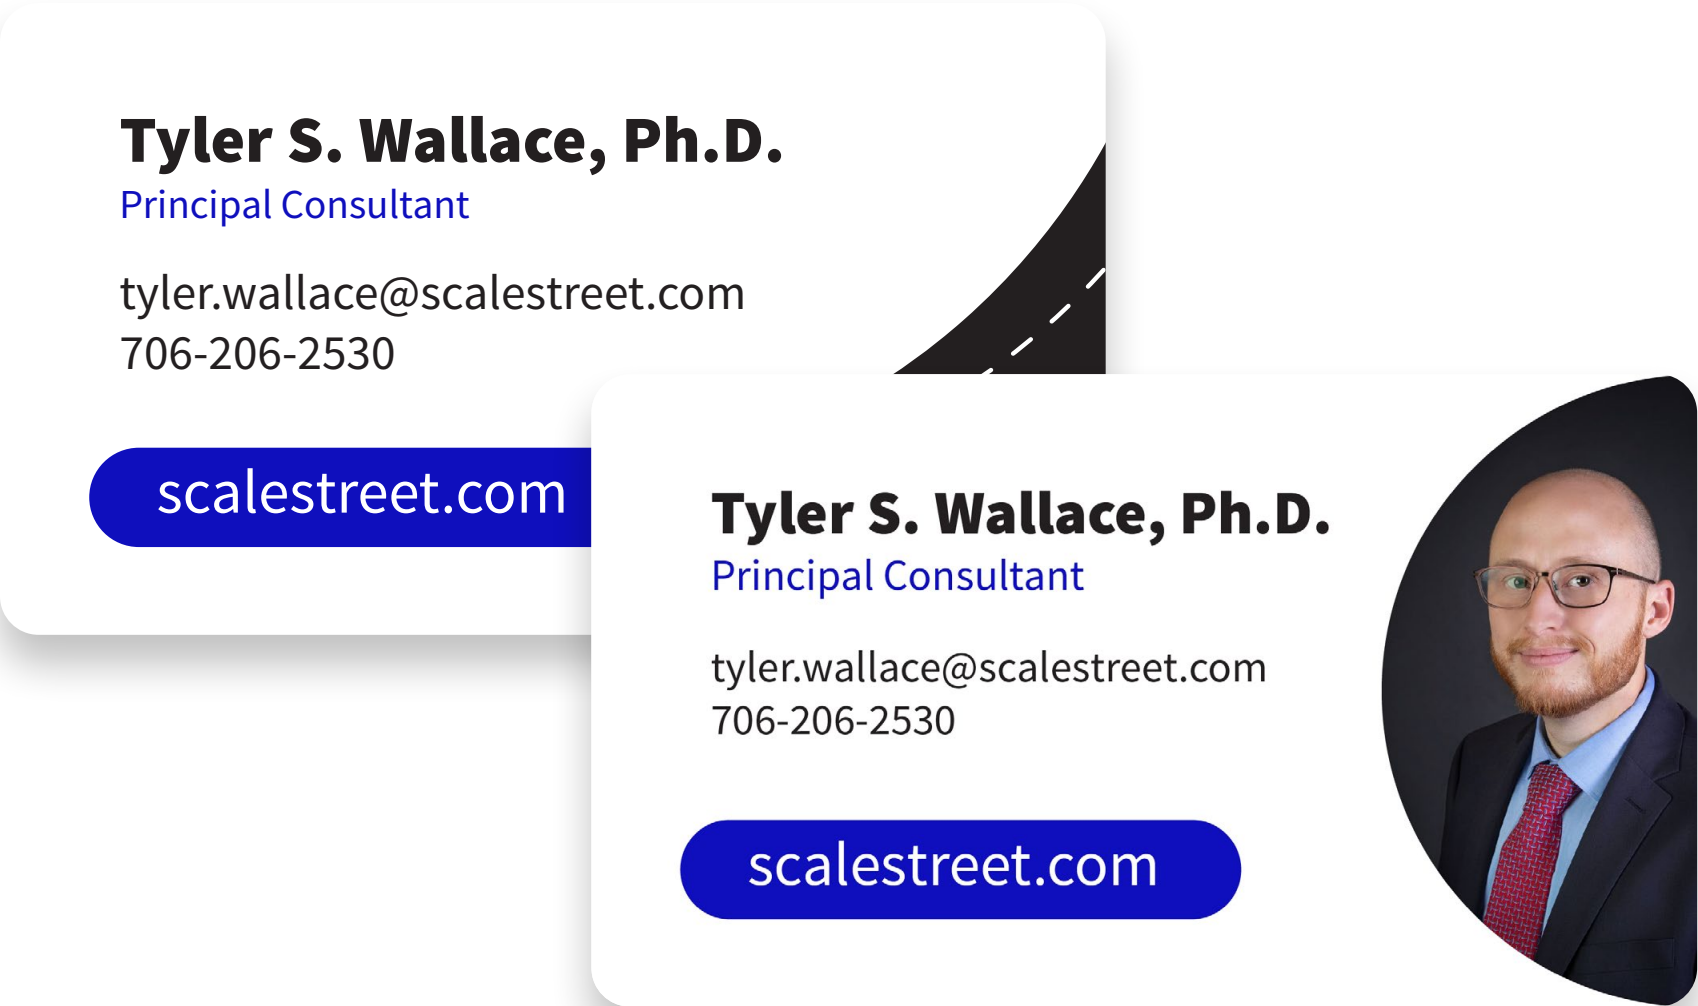 Tyler S. Wallace, Ph.D.
Principal Consultant
tyler.wallace@scalestreet.com
706-206-2530
scalestreet.com
Tyler S. Wallace, Ph.D.
Principal Consultant
tyler.wallace@scalestreet.com
706-206-2530
scalestreet.com